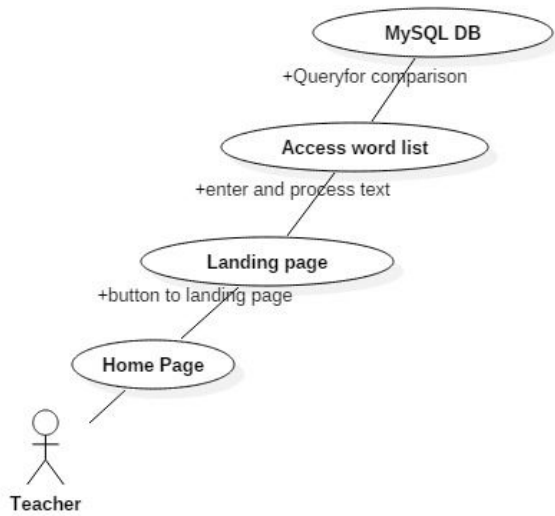 MySQL DB
+Queryfor comparison
Access word list
+enter and process text
Landing page
+button to landing page
Home Page
Teacher